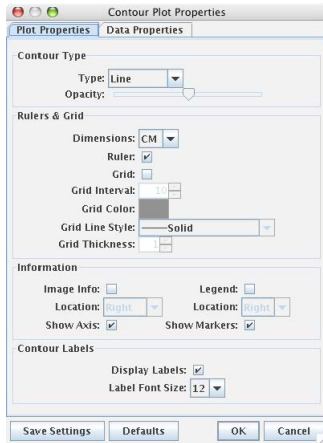 Contour Plot Properties
Plot Properties Data Properties
Contour Type
Type: Line
Opacity:
Rulers & Grid
Dimensions: CM
Ruler:
Grid:
Grid Interval: 10
Grid Color:
Grid Line Style: Solid
Grid Thickness: 1
Information
Image Info: Legend:
Location: Right Location: Right
Show Axis: Show Markers:
Contour Labels
Display Labels:
Label Font Size: 12
Save Settings Defaults OK Cancel